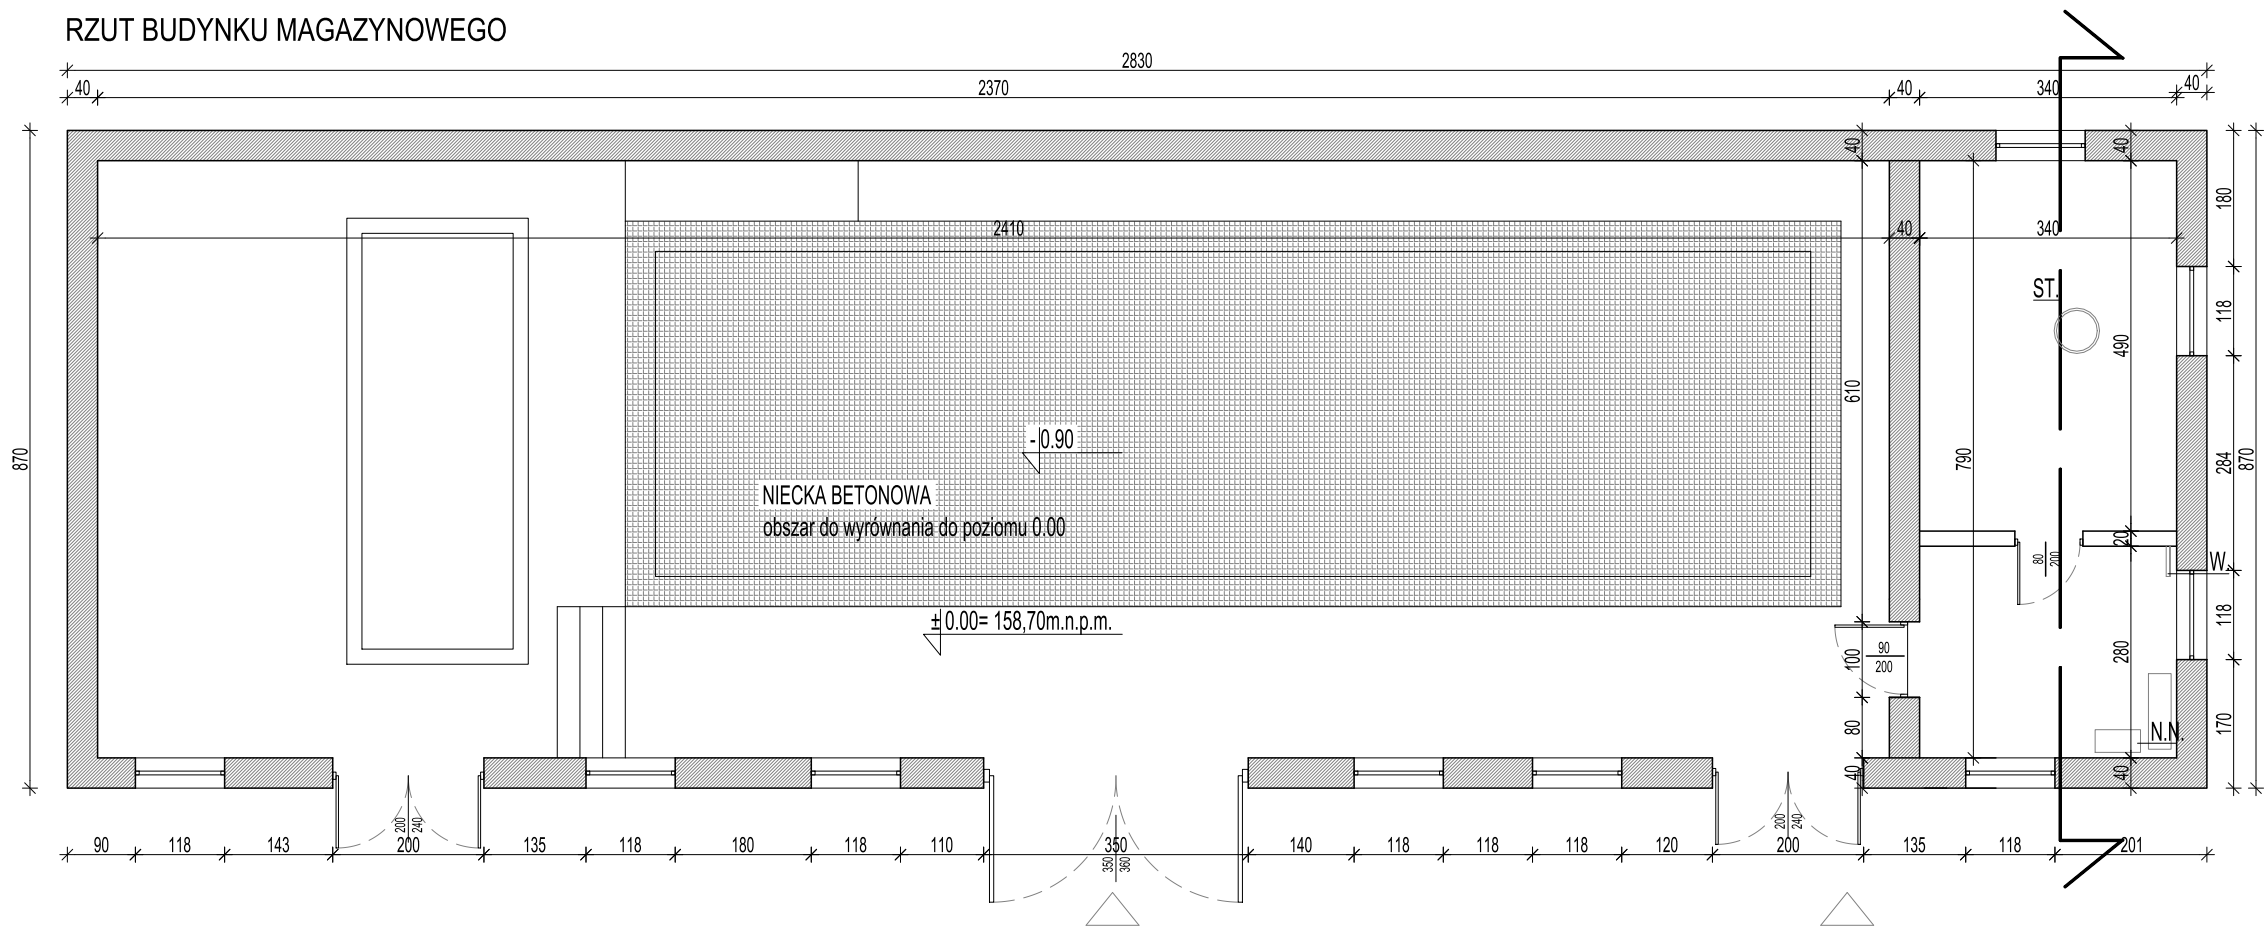 RZUT BUDYNKU MAGAZYNOWEGO
2830
40 2370 40 340 40
40 40
180
2410 40 340
ST.
118
490
610
870 790 284 870
- 0.90
NIECKA BETONOWA
obszar do wyrównania do poziomu 0.00
20
80
200
W.
± 0.00= 158,70m.n.p.m.
118
100
90
200
280
80
170
N.N.
40 40
200
240
200
240
350
360
90 118 143 200 135 118 180 118 110 350 140 118 118 118 120 200 135 118 201